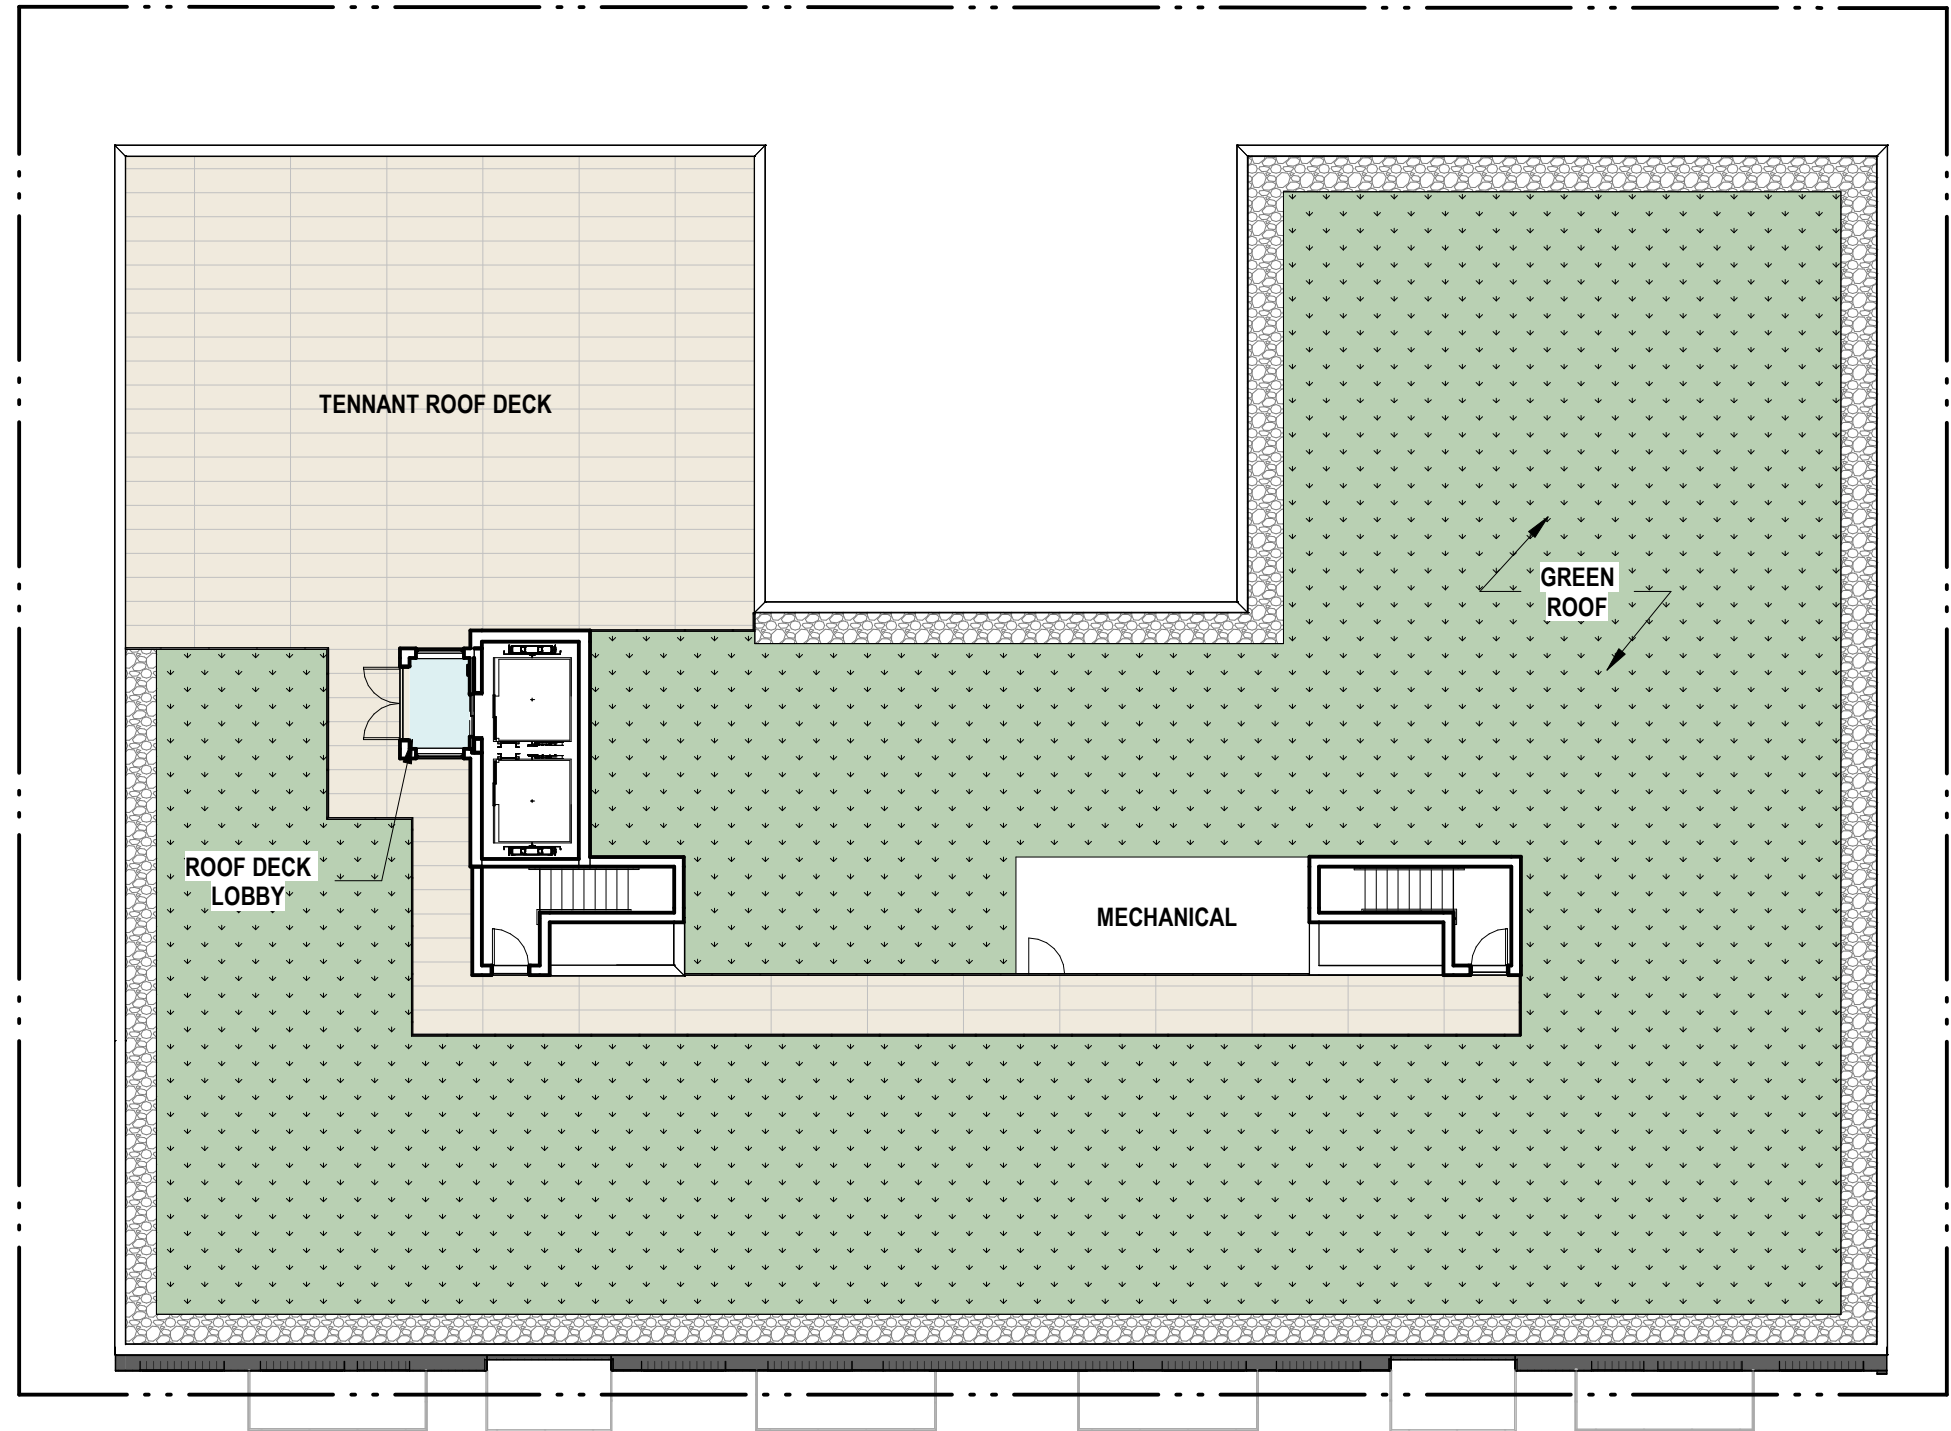 TENNANT ROOF DECK
GREEN
ROOF
ROOF DECK
LOBBY
MECHANICAL